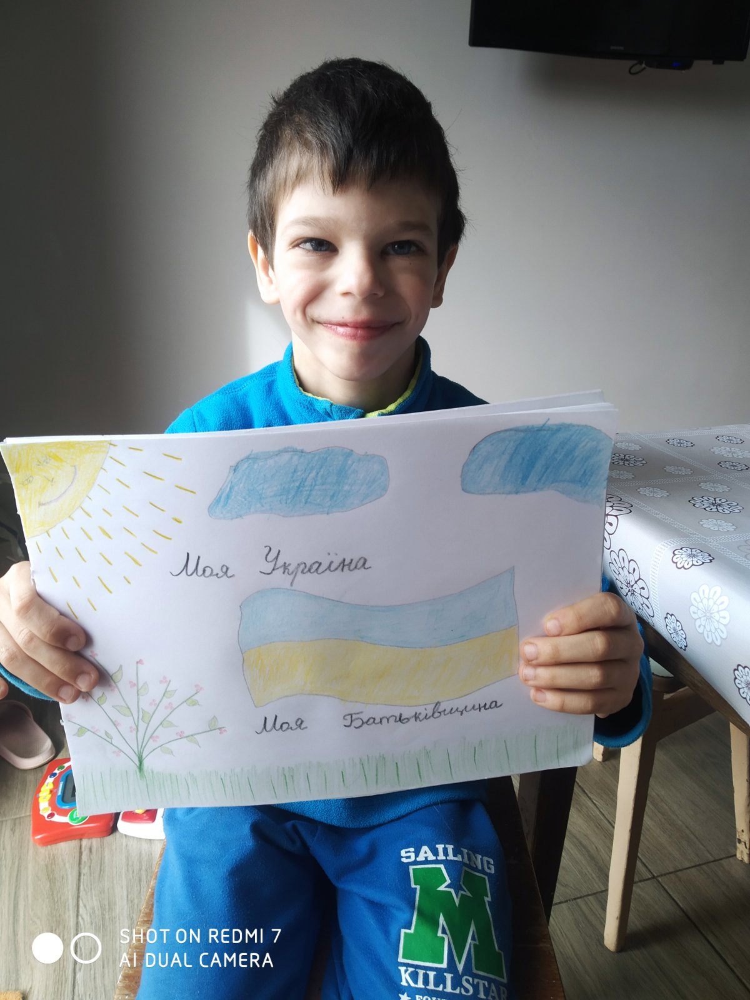 Моя Україна
Моя Батьківщина
SAILING
M
KILLSTAR
SHOT ON REDMI 7
AI DUAL CAMERA